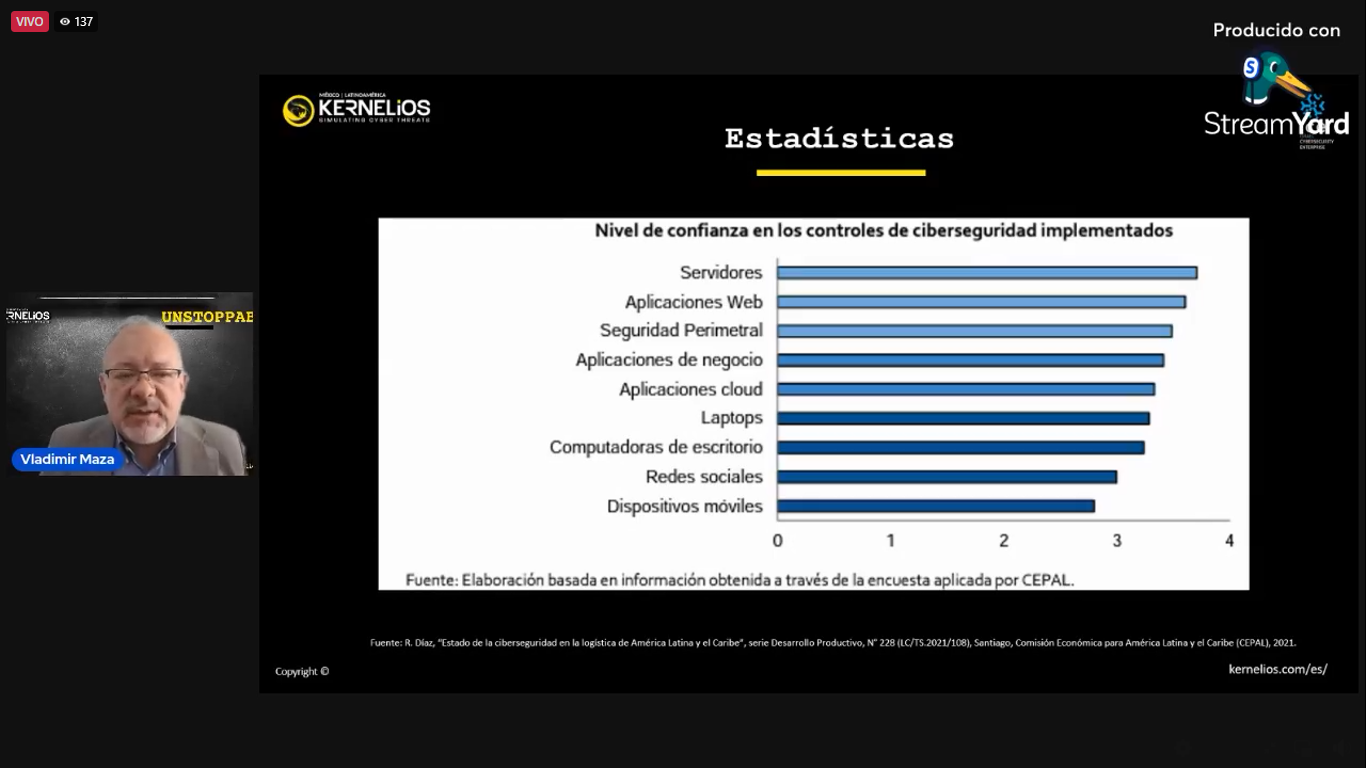 VIVO 137
Producido con
StreamYard
CYBERSECURITY
ENTERPRISE
MÉXICO | LATINOAMÉRICA
KERNELiOS
SIMULATING CYBER THREATS
Estadísticas
Nivel de confianza en los controles de ciberseguridad implementados
Servidores
Aplicaciones Web
Seguridad Perimetral
Aplicaciones de negocio
Aplicaciones cloud
Laptops
Computadoras de escritorio
Redes sociales
Dispositivos móviles
0 1 2 3 4
Fuente: Elaboración basada en información obtenida a través de la encuesta aplicada por CEPAL.
UNSTOPPAB
Vladimir Maza
Fuente: R. Díaz, "Estado de la ciberseguridad en la logística de América Latina y el Caribe", serie Desarrollo Productivo, N° 228 (LC/TS.2021/108), Santiago, Comisión Económica para América Latina y el Caribe (CEPAL), 2021.
Copyright ©
kernelios.com/es/